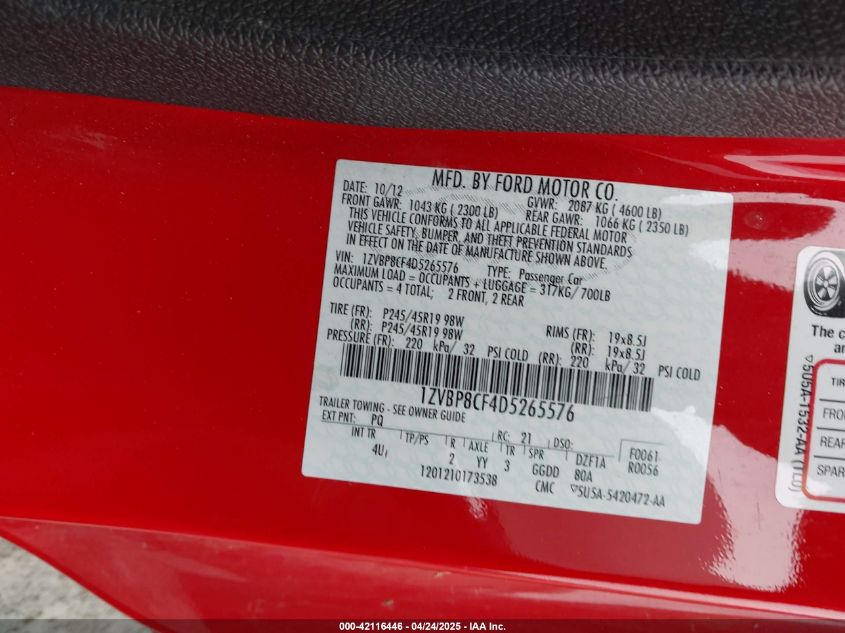 MFD. BY FORD MOTOR CO.
DATE: 10/12 GVWR: 2087 KG ( 4600 LB)
FRONT GAWR: 1043 KG ( 2300 LB) REAR GAWR: 1066 KG ( 2350 LB)
THIS VEHICLE CONFORMS TO ALL APPLICABLE FEDERAL MOTOR
VEHICLE SAFETY, BUMPER, AND THEFT PREVENTION STANDARDS
IN EFFECT ON THE DATE OF MANUFACTURE SHOWN ABOVE.
VIN: 1ZVBP8CF4D5265576 TYPE: Passenger Car
MAXIMUM LOAD = OCCUPANTS + LUGGAGE = 317KG/ 700LB
OCCUPANTS = 4 TOTAL; 2 FRONT, 2 REAR
TIRE (FR): P245/45R19 98W RIMS (FR): 19x8.5J
(RR): P245/45R19 98W (RR): 19x8.5J
PRESSURE (FR): 220 kPa/ 32 PSI COLD (RR): 220 kPa/ 32 PSI COLD
1ZVBP8CF4D5265576
TRAILER TOWING - SEE OWNER GUIDE
EXT PNT: PQ RC: 21 DSO:
INT TR TP/PS R AXLE TR SPR F0061
4U 2 YY 3 GGDD DZF1A R0056
80A
1201210173538 CMC 5U5A-5420472-AA
The c
an
TIR
FRO
REAR
SPAR
5U5A-1532-AA (TLD)
000-42116446 - 04/24/2025 - IAA Inc.